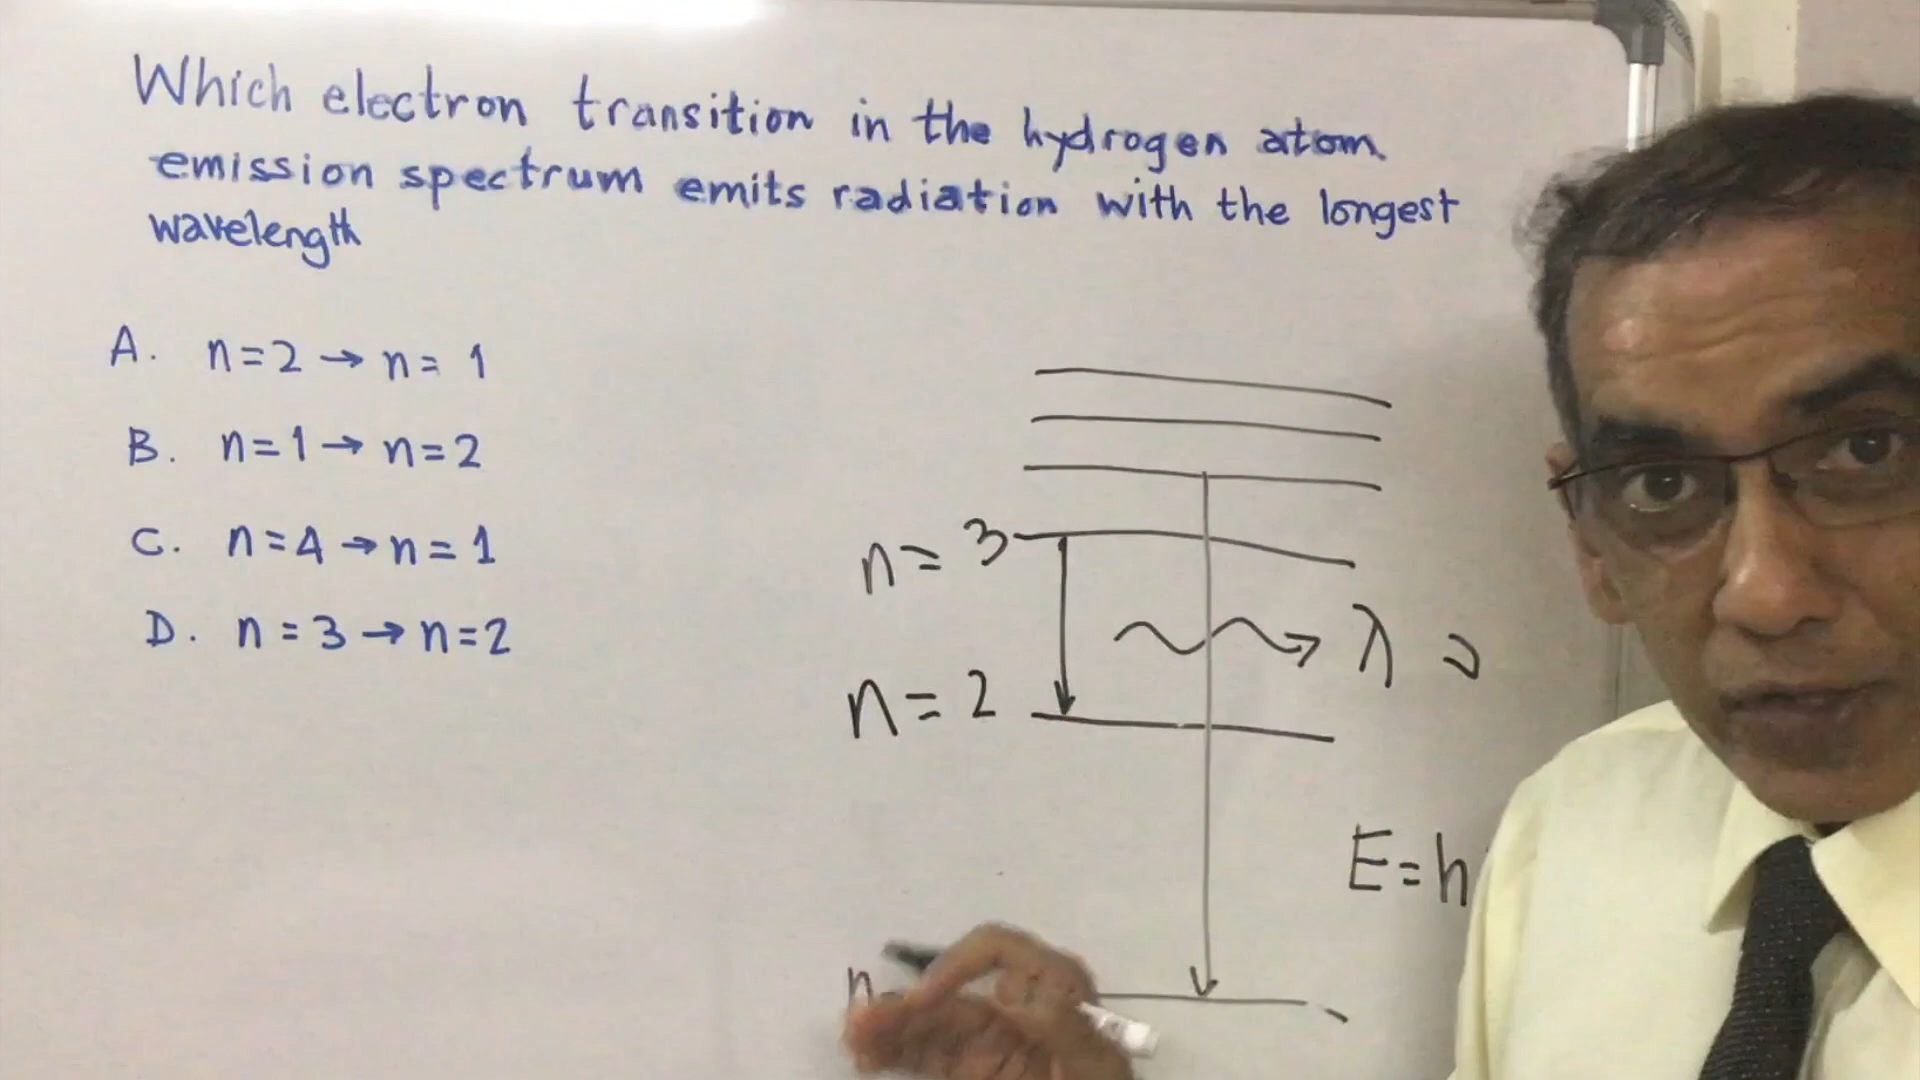 Which electron transition in the hydrogen atom
emission spectrum emits radiation with the longest
wavelength
A. n=2 → n= 1
B. n=1 → n=2
C. n=4 → n=1
D. n=3 → n=2
n= 3
λ
n= 2
E=h
n